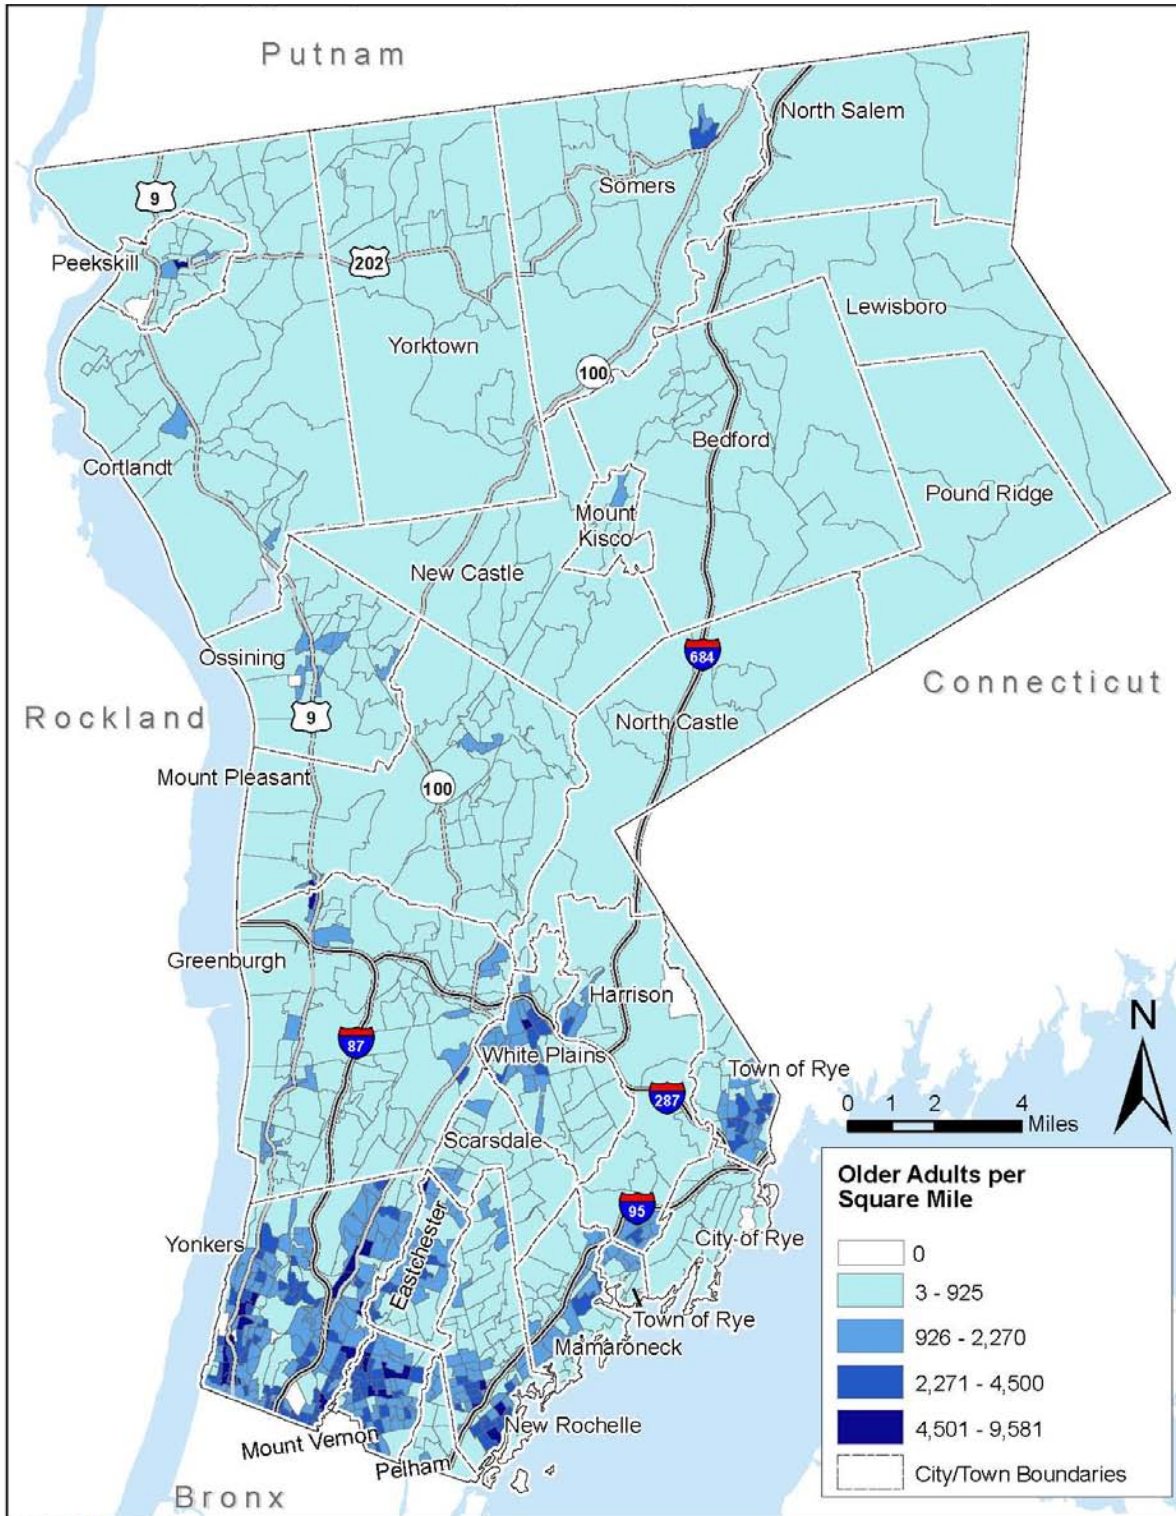 Putnam
North Salem
9
Somers
Peekskill
202
Lewisboro
Yorktown
100
Bedford
Cortlandt
Pound Ridge
Mount
Kisco
New Castle
Ossining
684
Connecticut
Rockland
9
North Castle
Mount Pleasant
100
Greenburgh
Harrison
N
87
White Plains
Town of Rye
287
0 1 2 4
Miles
Scarsdale
Older Adults per
Square Mile
95
Yonkers
Eastchester
City of Rye
0
3 - 925
Town of Rye
926 - 2,270
Mamaroneck
2,271 - 4,500
New Rochelle
4,501 - 9,581
Mount Vernon
Pelham
City/Town Boundaries
Bronx